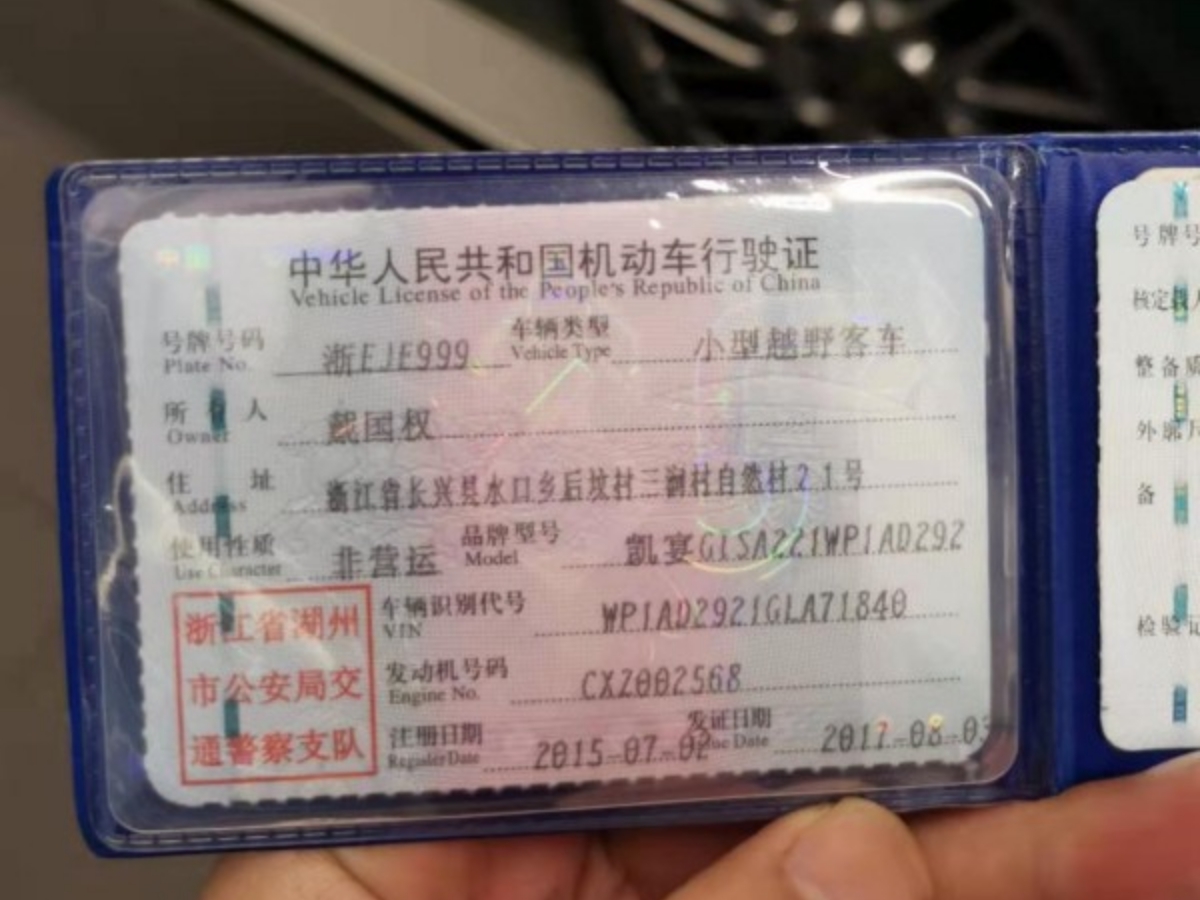 中国
中华人民共和国机动车行驶证
Vehicle License of the People's Republic of China
号牌号码 浙EJE999 车辆类型 小型越野客车
Plate No. Vehicle Type
所有人 戴国权
Owner
住址 浙江省长兴县水口乡后坟村三涧村自然村21号
Address
使用性质 非营运 品牌型号 凯宴GLSA221WP1AD292
Use Character Model
浙江省湖州
市公安局交
通警察支队
车辆识别代号 WP1AD2921GLA71840
VIN
发动机号码 CXZ002568
Engine No.
注册日期 2015-07-02 发证日期 2017-08-03
Register Date Issue Date
号牌号
核定载人
整备质
外廓尺
备
检验记